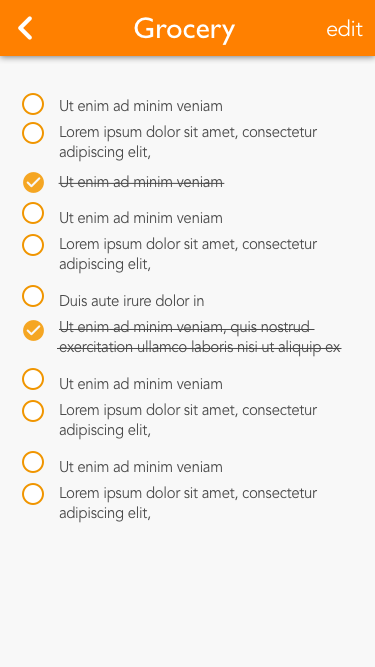 Grocery edit
Ut enim ad minim veniam
Lorem ipsum dolor sit amet, consectetur
adipiscing elit,
Ut enim ad minim veniam
Ut enim ad minim veniam
Lorem ipsum dolor sit amet, consectetur
adipiscing elit,
Duis aute irure dolor in
Ut enim ad minim veniam, quis nostrud
exercitation ullamco laboris nisi ut aliquip ex
Ut enim ad minim veniam
Lorem ipsum dolor sit amet, consectetur
adipiscing elit,
Ut enim ad minim veniam
Lorem ipsum dolor sit amet, consectetur
adipiscing elit,